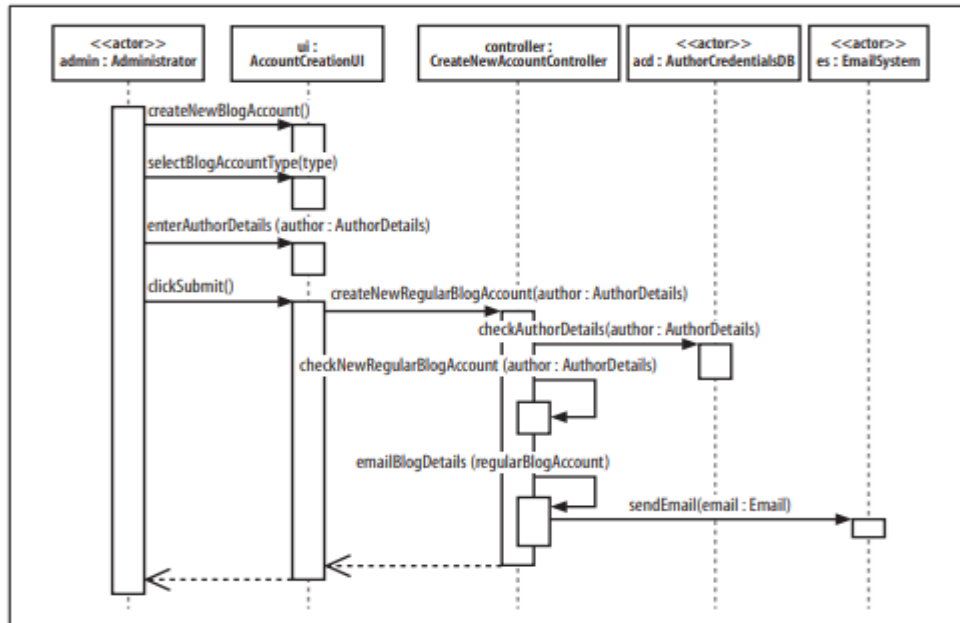 <<actor>>
admin : Administrator
ui :
AccountCreationUI
controller :
CreateNewAccountController
<<actor>>
acd : AuthorCredentialsDB
<<actor>>
es : EmailSystem
createNewBlogAccount()
selectBlogAccountType(type)
enterAuthorDetails (author : AuthorDetails)
clickSubmit()
createNewRegularBlogAccount(author : AuthorDetails)
checkAuthorDetails(author : AuthorDetails)
checkNewRegularBlogAccount (author : AuthorDetails)
emailBlogDetails (regularBlogAccount)
sendEmail(email : Email)